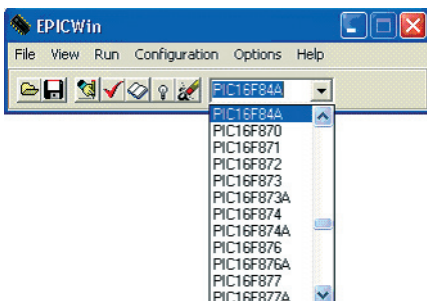 EPICWin
File View Run Configuration Options Help
PIC16F84A
PIC16F84A
PIC16F870
PIC16F871
PIC16F872
PIC16F873
PIC16F873A
PIC16F874
PIC16F874A
PIC16F876
PIC16F876A
PIC16F877
PIC16F877A